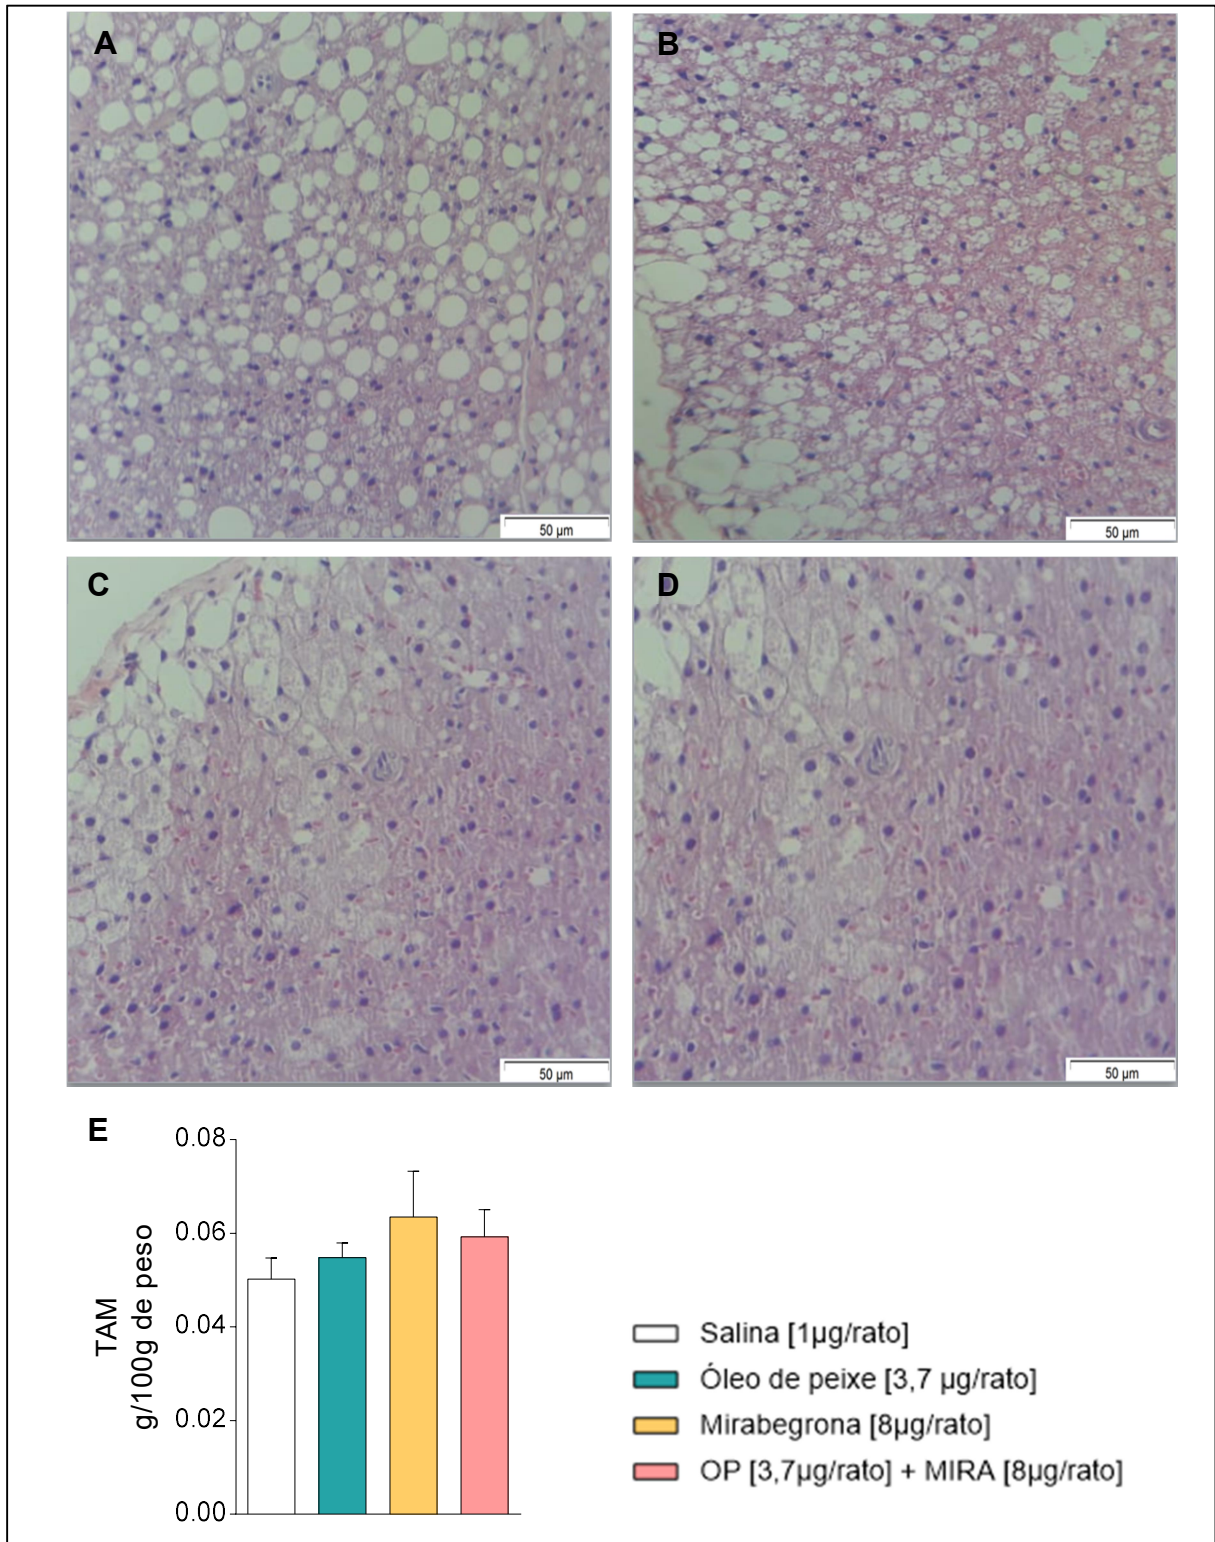 A
B
50 µm
50 µm
C
D
50 µm
50 µm
E
0.08
0.06
0.04
0.02
0.00
TAM
g/100g de peso
Salina [1µg/rato]
Óleo de peixe [3,7 µg/rato]
Mirabegrona [8µg/rato]
OP [3,7µg/rato] + MIRA [8µg/rato]